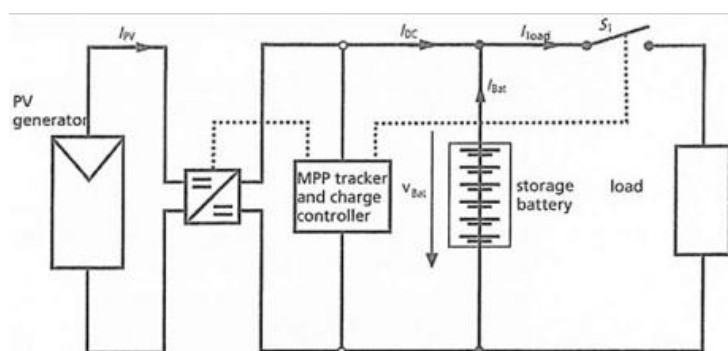 I_PV
I_DC
I_load
S_1
PV
generator
I_Bat
MPP tracker
and charge
controller
v_Bat
storage
battery
load